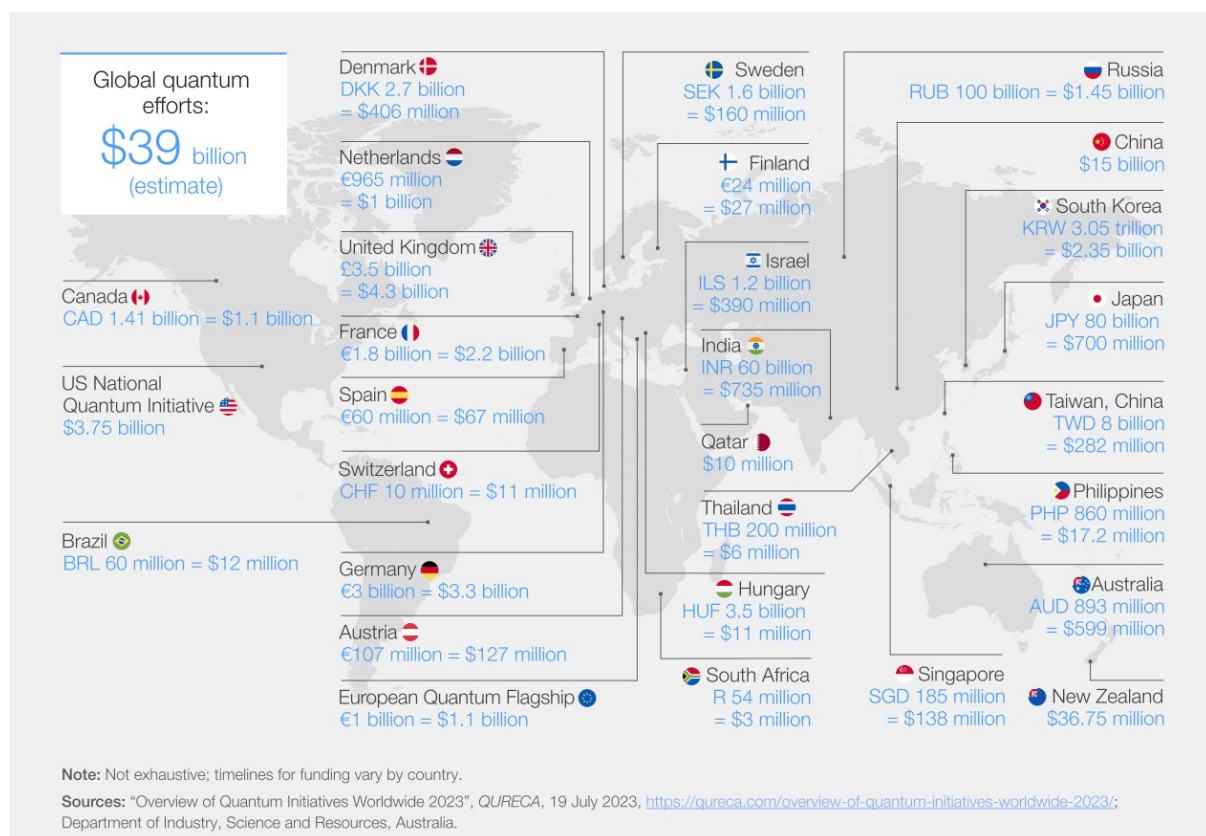 Global quantum
efforts:
$39 billion
(estimate)
Canada
CAD 1.41 billion = $1.1 billion
US National
Quantum Initiative
$3.75 billion
Brazil
BRL 60 million = $12 million
Denmark
DKK 2.7 billion
= $406 million
Netherlands
€965 million
= $1 billion
United Kingdom
£3.5 billion
= $4.3 billion
France
€1.8 billion = $2.2 billion
Spain
€60 million = $67 million
Switzerland
CHF 10 million = $11 million
Germany
€3 billion = $3.3 billion
Austria
€107 million = $127 million
European Quantum Flagship
€1 billion = $1.1 billion
Sweden
SEK 1.6 billion
= $160 million
Finland
€24 million
= $27 million
Israel
ILS 1.2 billion
= $390 million
India
INR 60 billion
= $735 million
Qatar
$10 million
Thailand
THB 200 million
= $6 million
Hungary
HUF 3.5 billion
= $11 million
South Africa
R 54 million
= $3 million
Russia
RUB 100 billion = $1.45 billion
China
$15 billion
South Korea
KRW 3.05 trillion
= $2.35 billion
Japan
JPY 80 billion
= $700 million
Taiwan, China
TWD 8 billion
= $282 million
Philippines
PHP 860 million
= $17.2 million
Australia
AUD 893 million
= $599 million
Singapore
SGD 185 million
= $138 million
New Zealand
$36.75 million
Note: Not exhaustive; timelines for funding vary by country.
Sources: “Overview of Quantum Initiatives Worldwide 2023”, QURECA, 19 July 2023, https://qureca.com/overview-of-quantum-initiatives-worldwide-2023/;
Department of Industry, Science and Resources, Australia.